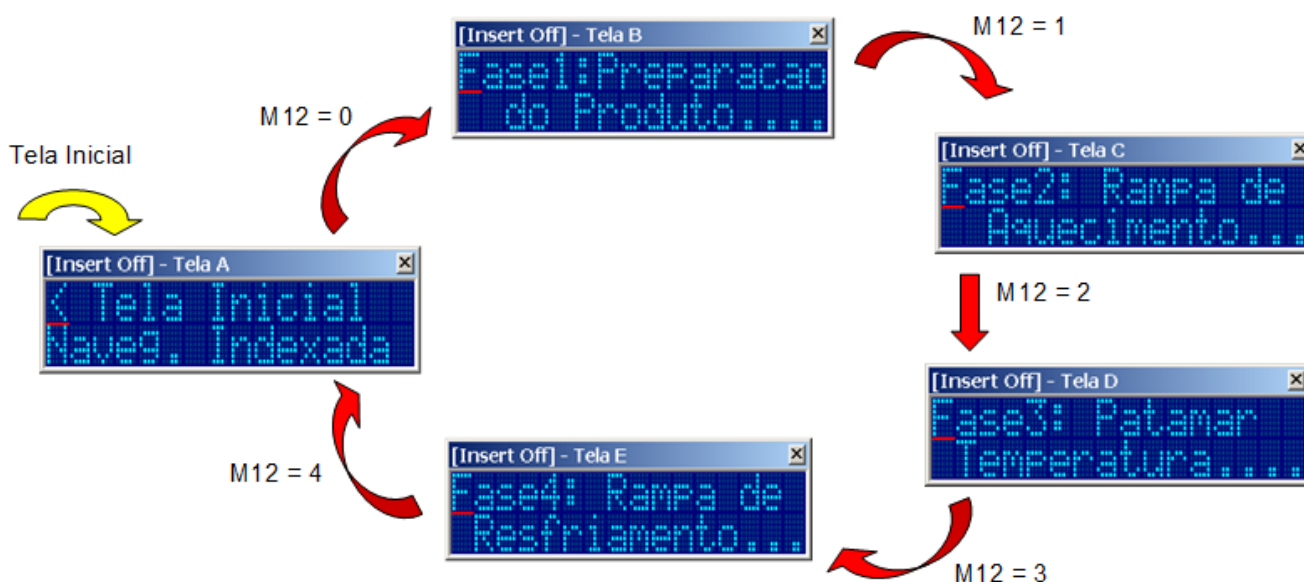 Tela Inicial
[Insert Off] - Tela A
< Tela Inicial
Naveg. Indexada
M12 = 0
[Insert Off] - Tela B
Fase1:Preparacao
do Produto....
M12 = 1
[Insert Off] - Tela C
Fase2: Rampa de
Aquecimento...
M12 = 2
[Insert Off] - Tela D
Fase3: Patamar
Temperatura....
M12 = 3
[Insert Off] - Tela E
Fase4: Rampa de
Resfriamento...
M12 = 4